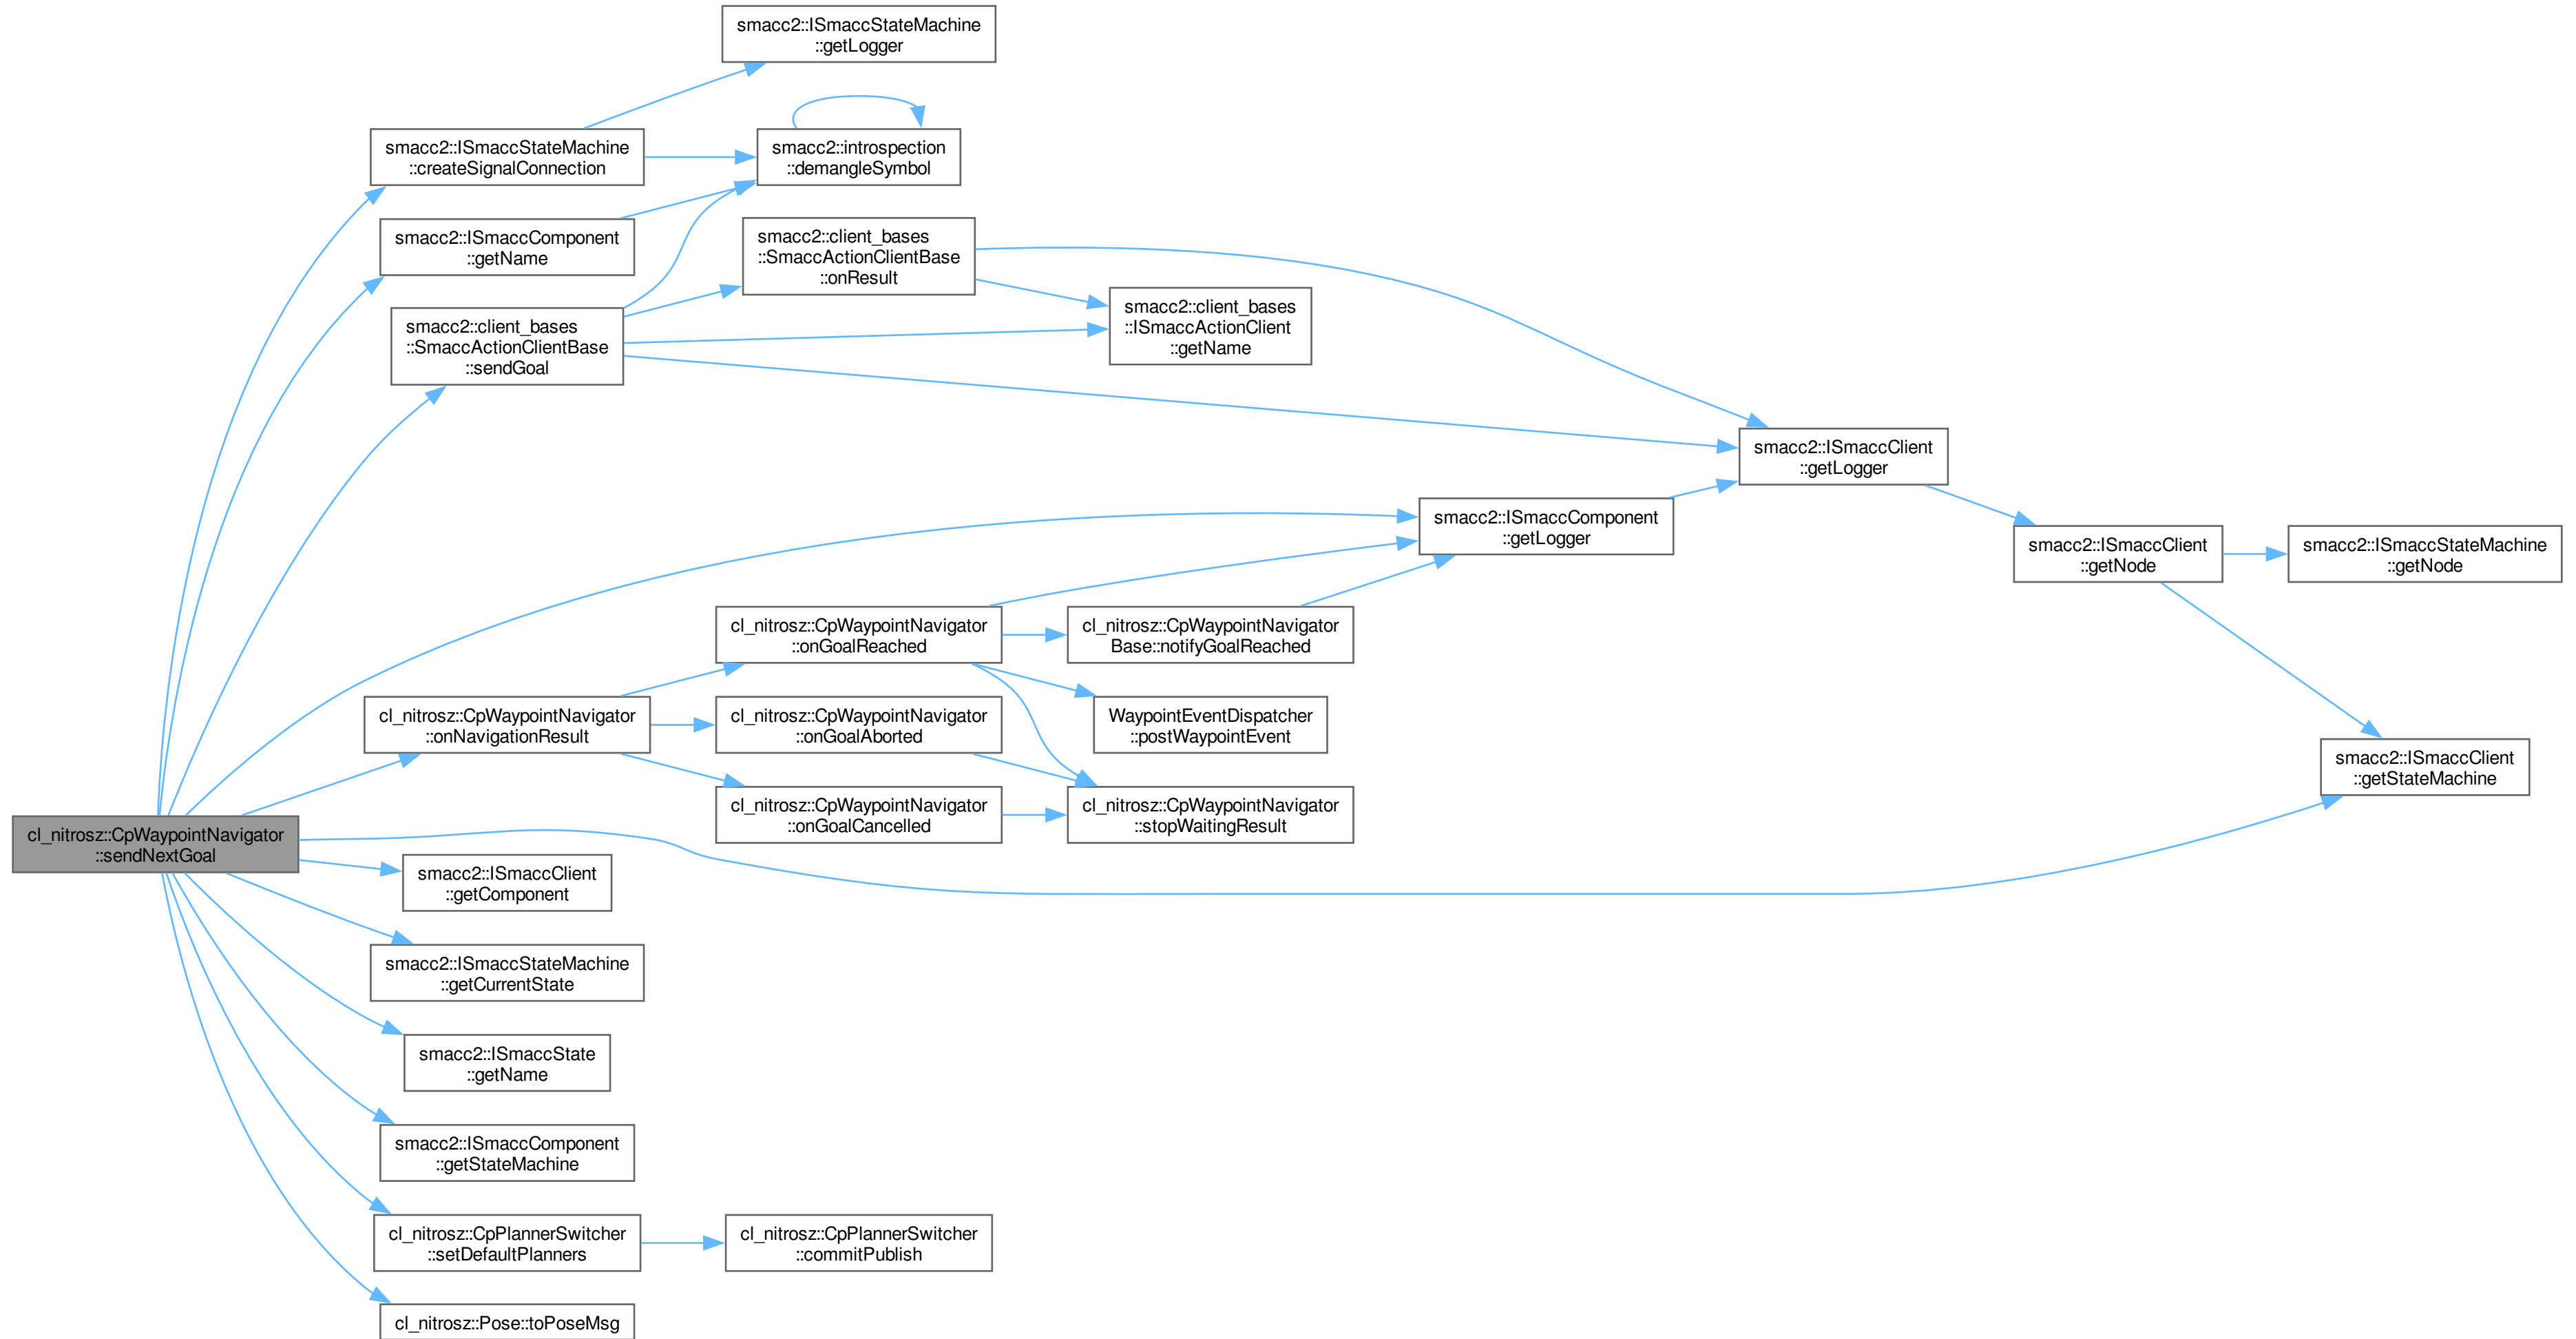 smacc2::ISmaccStateMachine
::getLogger
smacc2::ISmaccStateMachine
::createSignalConnection
smacc2::introspection
::demangleSymbol
smacc2::ISmaccComponent
::getName
smacc2::client_bases
::SmaccActionClientBase
::onResult
smacc2::client_bases
::SmaccActionClientBase
::sendGoal
smacc2::client_bases
::ISmaccActionClient
::getName
smacc2::ISmaccClient
::getLogger
smacc2::ISmaccComponent
::getLogger
smacc2::ISmaccClient
::getNode
smacc2::ISmaccStateMachine
::getNode
cl_nitrosz::CpWaypointNavigator
::onGoalReached
cl_nitrosz::CpWaypointNavigator
Base::notifyGoalReached
cl_nitrosz::CpWaypointNavigator
::onNavigationResult
cl_nitrosz::CpWaypointNavigator
::onGoalAborted
WaypointEventDispatcher
::postWaypointEvent
smacc2::ISmaccClient
::getStateMachine
cl_nitrosz::CpWaypointNavigator
::onGoalCancelled
cl_nitrosz::CpWaypointNavigator
::stopWaitingResult
cl_nitrosz::CpWaypointNavigator
::sendNextGoal
smacc2::ISmaccClient
::getComponent
smacc2::ISmaccStateMachine
::getCurrentState
smacc2::ISmaccState
::getName
smacc2::ISmaccComponent
::getStateMachine
cl_nitrosz::CpPlannerSwitcher
::setDefaultPlanners
cl_nitrosz::CpPlannerSwitcher
::commitPublish
cl_nitrosz::Pose::toPoseMsg